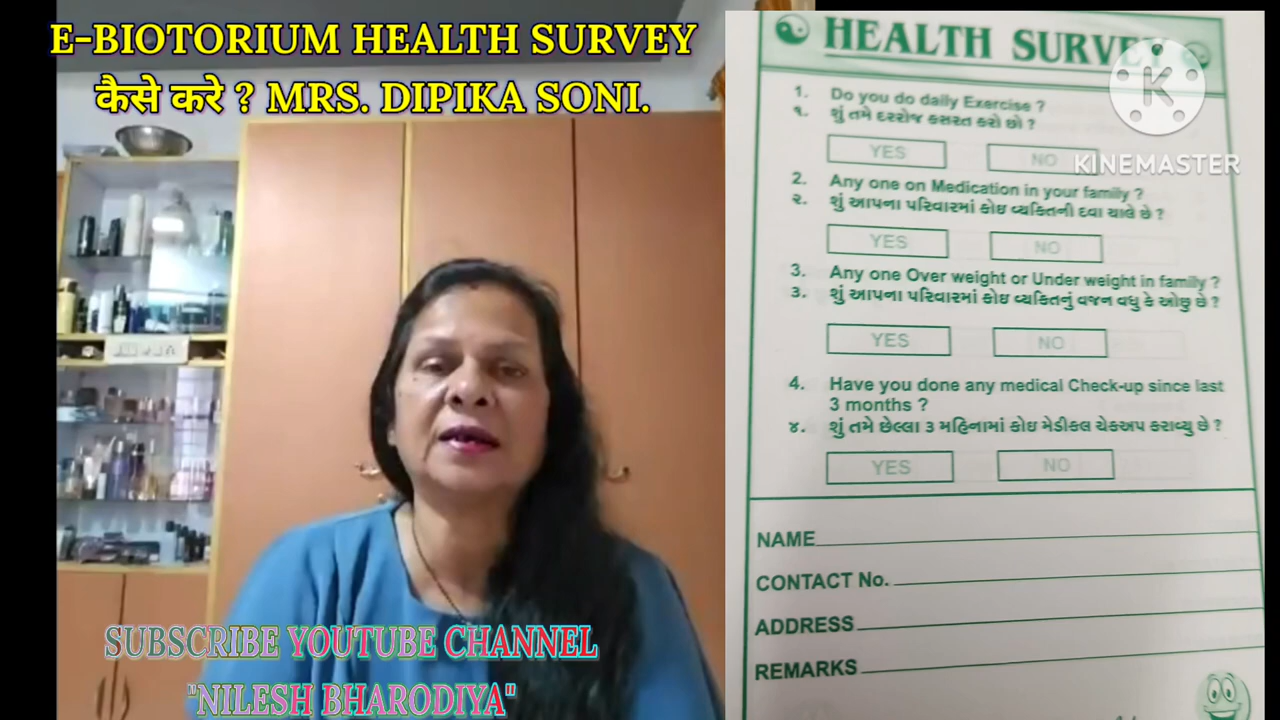 E-BIOTORIUM HEALTH SURVEY
कैसे करे ? MRS. DIPIKA SONI.
SUBSCRIBE YOUTUBE CHANNEL
"NILESH BHARODIYA"
HEALTH SURVEY
K
KINEMASTER
1. Do you do daily Exercise ?
૧. શું તમે દરરોજ કસરત કરો છો ?
YES NO
2. Any one on Medication in your family ?
૨. શું આપના પરિવારમાં કોઇ વ્યકિતની દવા ચાલે છે ?
YES NO
3. Any one Over weight or Under weight in family ?
૩. શું આપના પરિવારમાં કોઇ વ્યકિતનું વજન વધુ કે ઓછુ છે ?
YES NO
4. Have you done any medical Check-up since last
3 months ?
૪. શું તમે છેલ્લા ૩ મહિનામાં કોઇ મેડીકલ ચેકઅપ કરાવ્યુ છે ?
YES NO
NAME
CONTACT No.
ADDRESS
REMARKS